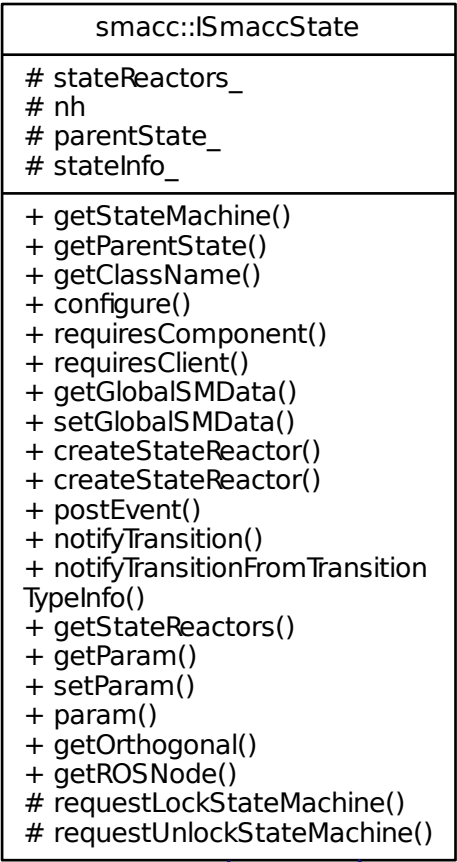 smacc::ISmaccState
# stateReactors_
# nh
# parentState_
# stateInfo_
+ getStateMachine()
+ getParentState()
+ getClassName()
+ configure()
+ requiresComponent()
+ requiresClient()
+ getGlobalSMData()
+ setGlobalSMData()
+ createStateReactor()
+ createStateReactor()
+ postEvent()
+ notifyTransition()
+ notifyTransitionFromTransition
TypeInfo()
+ getStateReactors()
+ getParam()
+ setParam()
+ param()
+ getOrthogonal()
+ getROSNode()
# requestLockStateMachine()
# requestUnlockStateMachine()